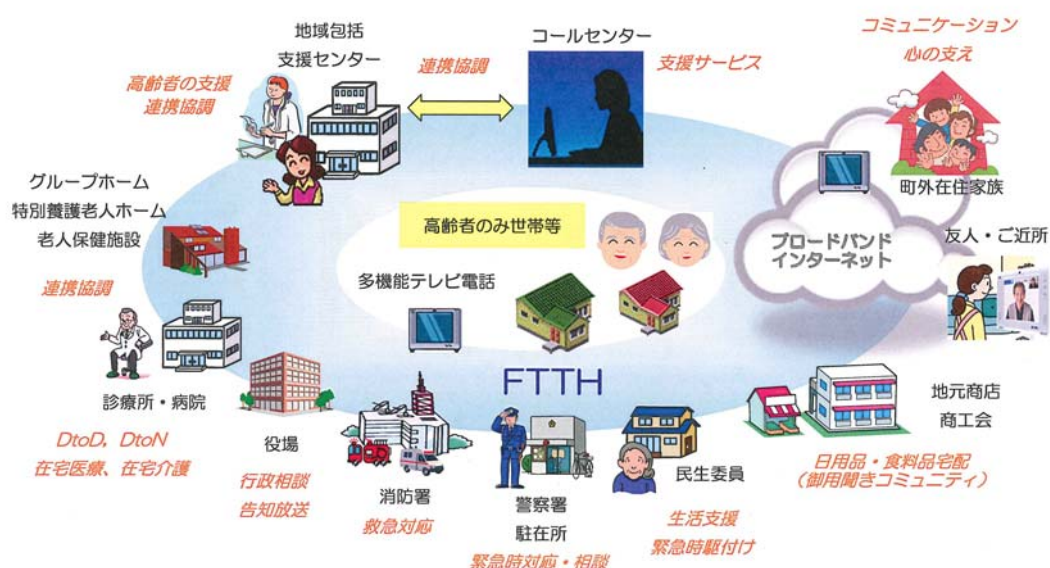 地域包括
支援センター
高齢者の支援
連携協調
連携協調
コールセンター
支援サービス
コミュニケーション
心の支え
町外在住家族
グループホーム
特別養護老人ホーム
老人保健施設
連携協調
高齢者のみ世帯等
多機能テレビ電話
ブロードバンド
インターネット
友人・ご近所
FTTH
診療所・病院
DtoD，DtoN
在宅医療、在宅介護
役場
行政相談
告知放送
消防署
救急対応
警察署
駐在所
緊急時対応・相談
民生委員
生活支援
緊急時駆付け
地元商店
商工会
日用品・食料品宅配
（御用聞きコミュニティ）